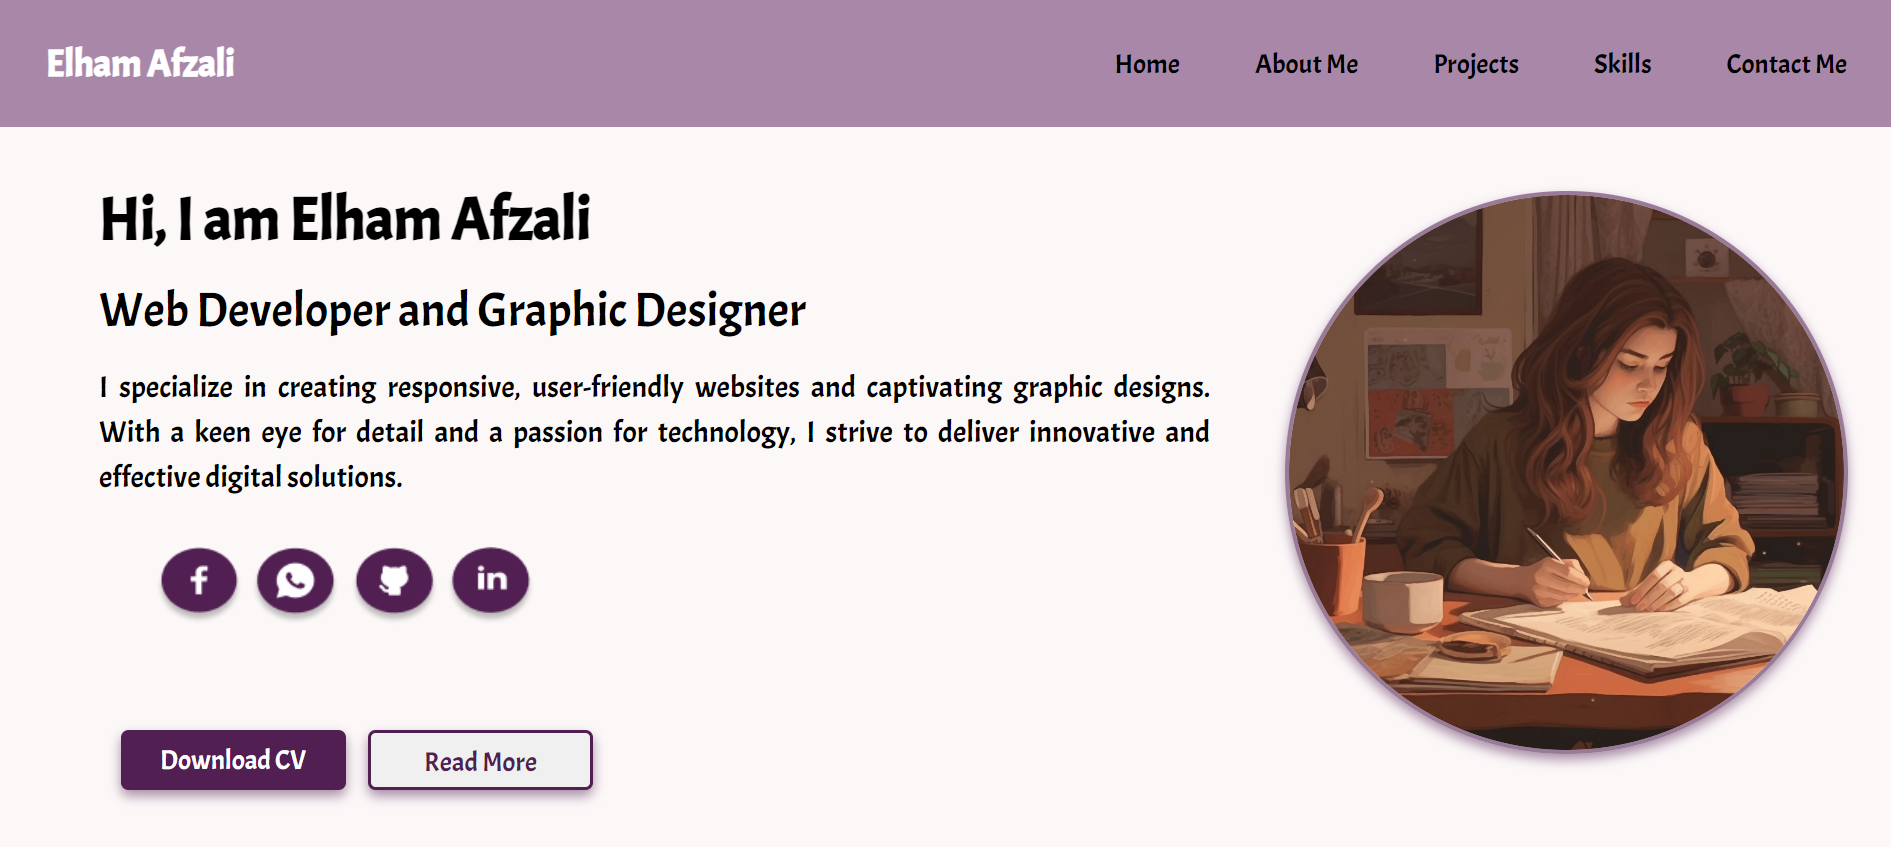 Elham Afzali
Home About Me Projects Skills Contact Me
Hi, I am Elham Afzali
Web Developer and Graphic Designer
I specialize in creating responsive, user-friendly websites and captivating graphic designs.
With a keen eye for detail and a passion for technology, I strive to deliver innovative and
effective digital solutions.
f in
Download CV Read More